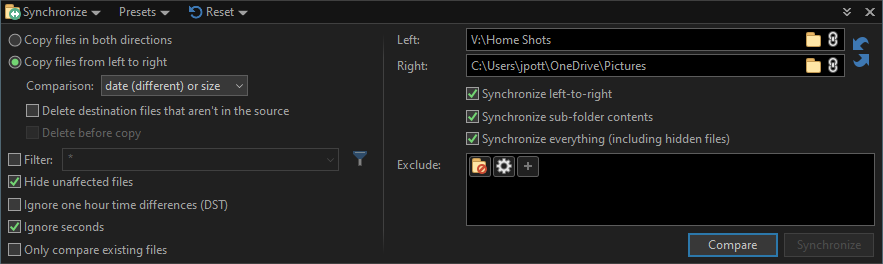 Synchronize Presets Reset
Copy files in both directions
Copy files from left to right
Comparison: date (different) or size
Delete destination files that aren't in the source
Delete before copy
Filter: *
Hide unaffected files
Ignore one hour time differences (DST)
Ignore seconds
Only compare existing files
Left: V:\Home Shots
Right: C:\Users\jpott\OneDrive\Pictures
Synchronize left-to-right
Synchronize sub-folder contents
Synchronize everything (including hidden files)
Exclude:
Compare Synchronize